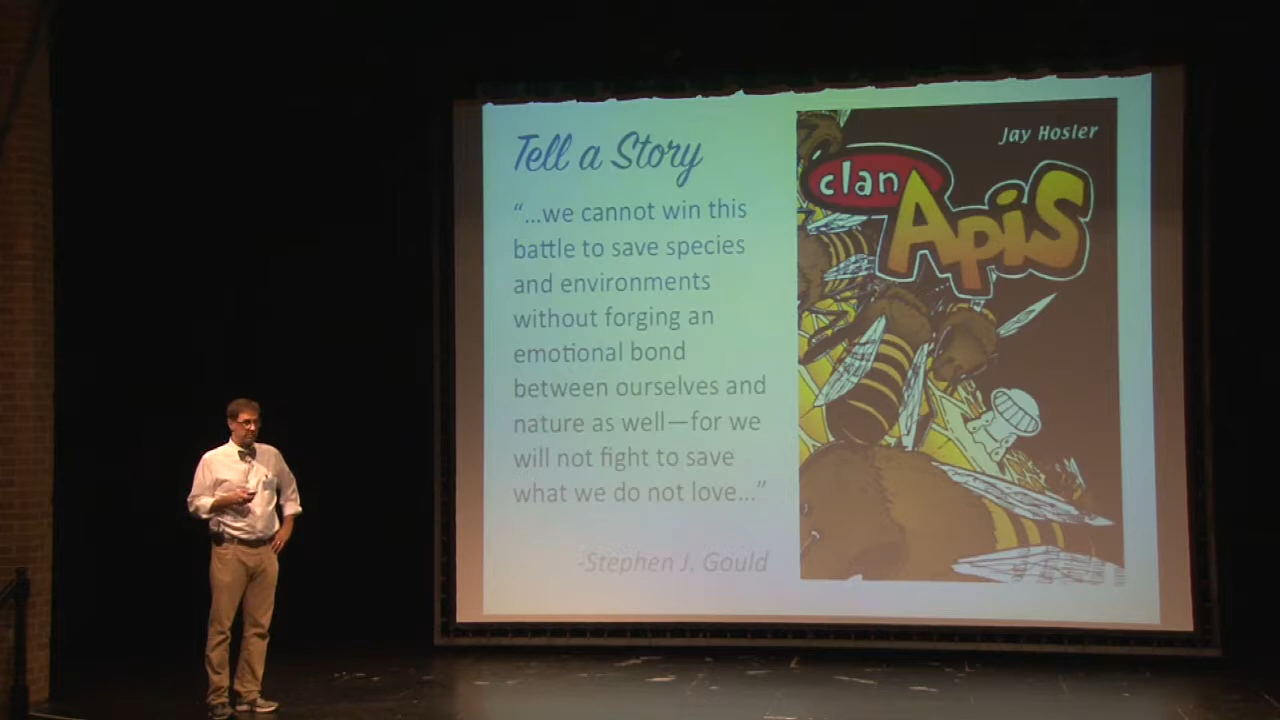 Tell a Story
“...we cannot win this
battle to save species
and environments
without forging an
emotional bond
between ourselves and
nature as well—for we
will not fight to save
what we do not love...”
-Stephen J. Gould
Jay Hosler
clan
Apis